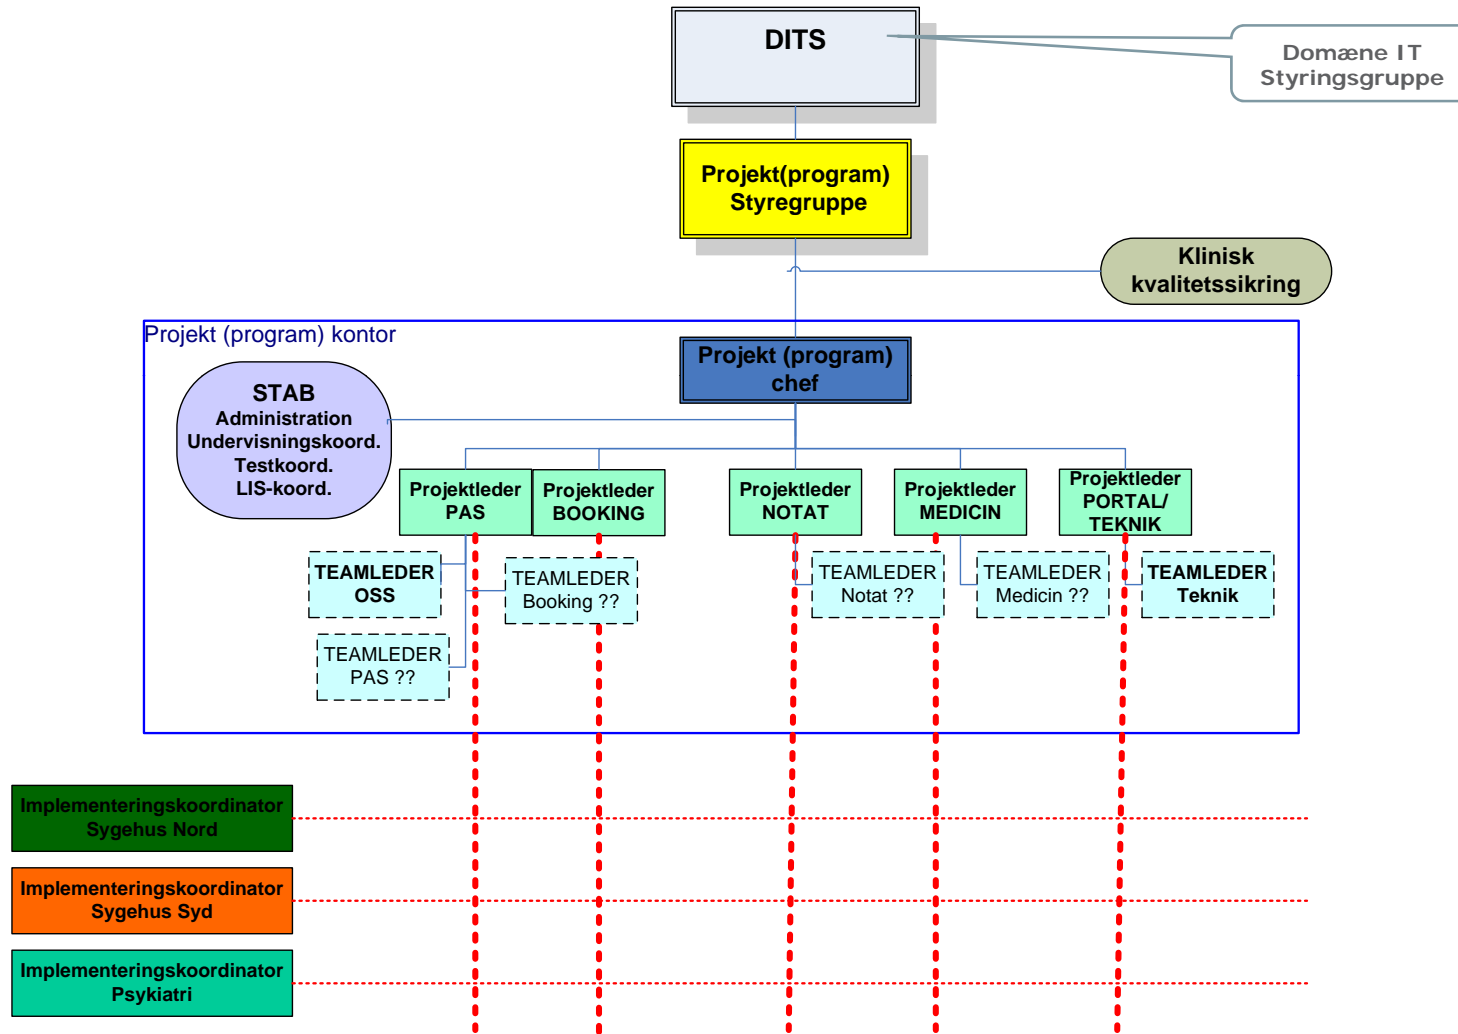 DITS
Domæne IT
Styringsgruppe
Projekt(program)
Styregruppe
Klinisk
kvalitetssikring
Projekt (program) kontor
Projekt (program)
chef
STAB
Administration
Undervisningskoord.
Testkoord.
LIS-koord.
Projektleder
PAS
Projektleder
BOOKING
Projektleder
NOTAT
Projektleder
MEDICIN
Projektleder
PORTAL/
TEKNIK
TEAMLEDER
OSS
TEAMLEDER
Booking ??
TEAMLEDER
Notat ??
TEAMLEDER
Medicin ??
TEAMLEDER
Teknik
TEAMLEDER
PAS ??
Implementeringskoordinator
Sygehus Nord
Implementeringskoordinator
Sygehus Syd
Implementeringskoordinator
Psykiatri